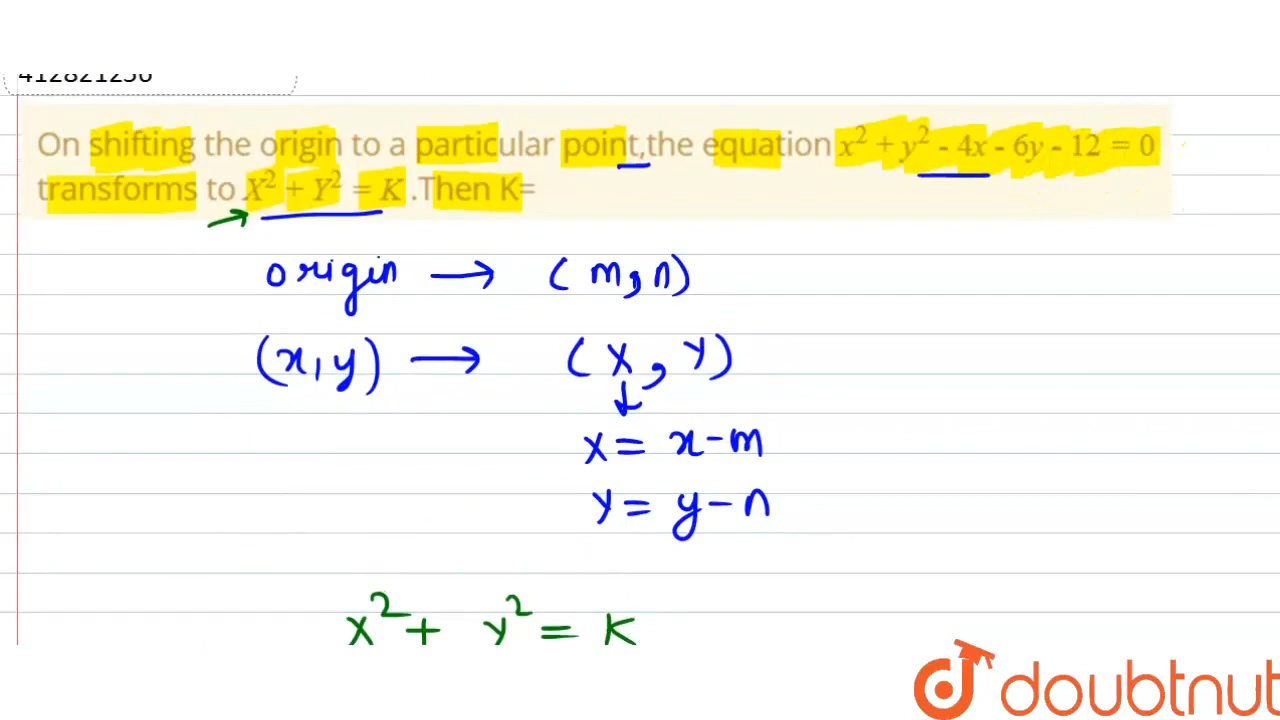 412821256
On shifting the origin to a particular point,the equation x² + y² - 4x - 6y - 12 = 0
transforms to X² + Y² = K .Then K=
origin → (m,n)
(x,y) → (X,Y)
↓
X = x-m
Y = y-n
X² + Y² = K
doubtnut